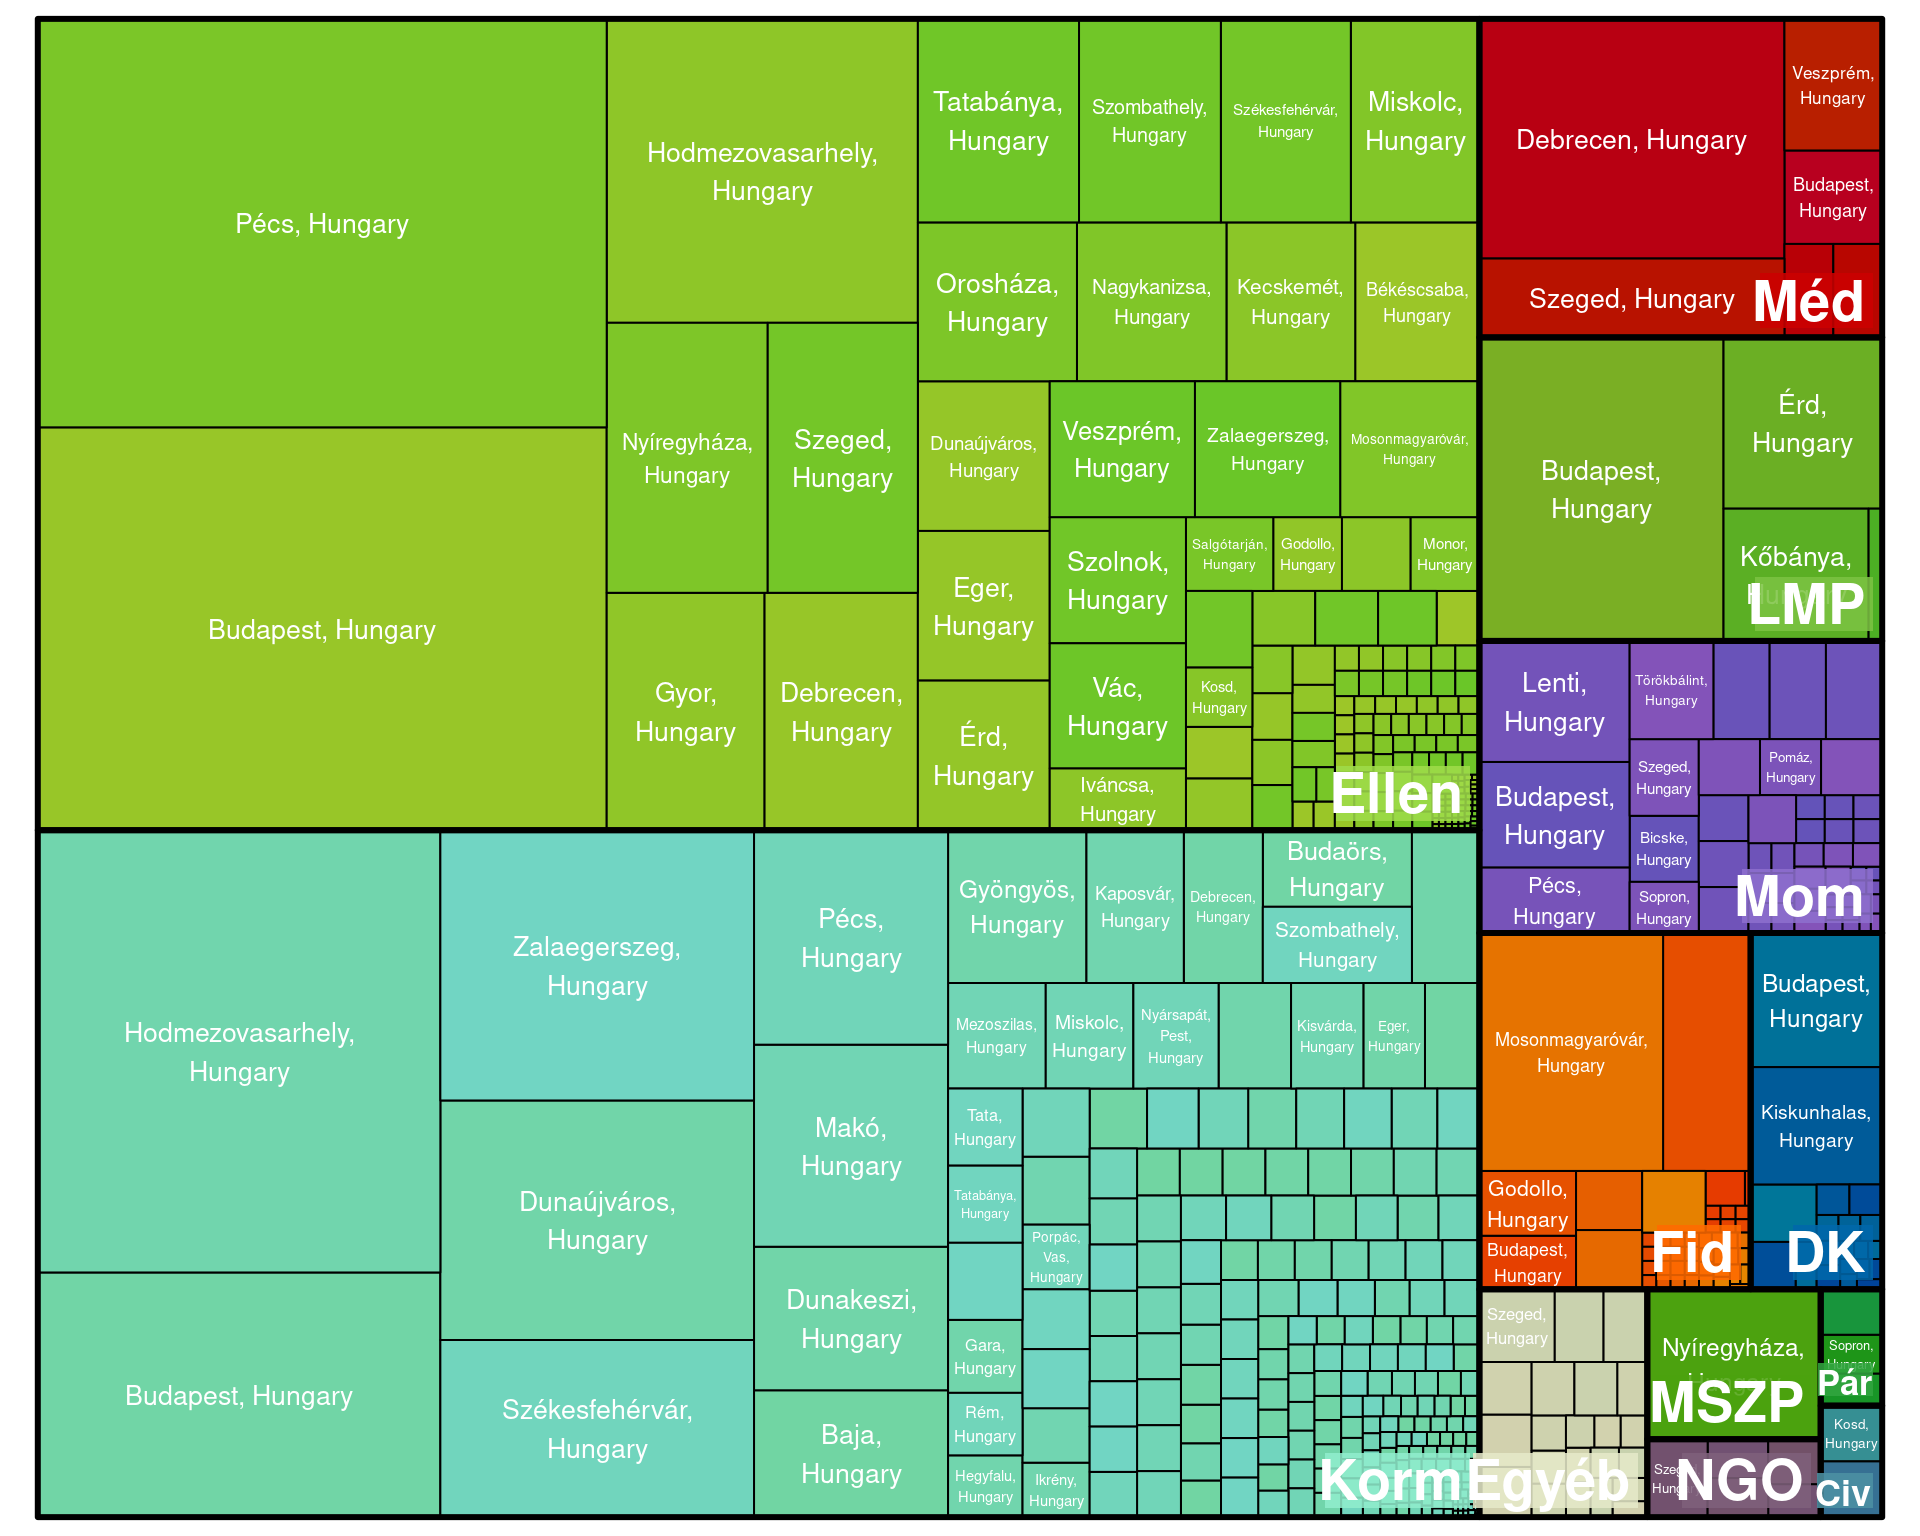 Pécs, Hungary
Budapest, Hungary
Hodmezovasarhely,
Hungary
Nyíregyháza,
Hungary
Szeged,
Hungary
Gyor,
Hungary
Debrecen,
Hungary
Tatabánya,
Hungary
Szombathely,
Hungary
Székesfehérvár,
Hungary
Miskolc,
Hungary
Orosháza,
Hungary
Nagykanizsa,
Hungary
Kecskemét,
Hungary
Békéscsaba,
Hungary
Dunaújváros,
Hungary
Eger,
Hungary
Érd,
Hungary
Veszprém,
Hungary
Zalaegerszeg,
Hungary
Mosonmagyaróvár,
Hungary
Szolnok,
Hungary
Vác,
Hungary
Iváncsa,
Hungary
Salgótarján,
Hungary
Godollo,
Hungary
Monor,
Hungary
Kosd,
Hungary
Ellen
Hodmezovasarhely,
Hungary
Budapest, Hungary
Zalaegerszeg,
Hungary
Dunaújváros,
Hungary
Székesfehérvár,
Hungary
Pécs,
Hungary
Makó,
Hungary
Dunakeszi,
Hungary
Baja,
Hungary
Gyöngyös,
Hungary
Kaposvár,
Hungary
Debrecen,
Hungary
Budaörs,
Hungary
Szombathely,
Hungary
Mezoszilas,
Hungary
Miskolc,
Hungary
Nyársapát,
Pest,
Hungary
Kisvárda,
Hungary
Eger,
Hungary
Tata,
Hungary
Tatabánya,
Hungary
Porpác,
Vas,
Hungary
Gara,
Hungary
Rém,
Hungary
Hegyfalu,
Hungary
Ikrény,
Hungary
Korm
Debrecen, Hungary
Szeged, Hungary
Veszprém,
Hungary
Budapest,
Hungary
Méd
Budapest,
Hungary
Érd,
Hungary
Kőbánya,
LMP
Lenti,
Hungary
Budapest,
Hungary
Pécs,
Hungary
Törökbálint,
Hungary
Szeged,
Hungary
Bicske,
Hungary
Sopron,
Hungary
Pomáz,
Hungary
Mom
Mosonmagyaróvár,
Hungary
Godollo,
Hungary
Budapest,
Hungary
Fid
Budapest,
Hungary
Kiskunhalas,
Hungary
DK
Szeged,
Hungary
Egyéb
Nyíregyháza,
MSZP
Sopron,
Hungary
Pár
NGO
Kosd,
Hungary
Civ